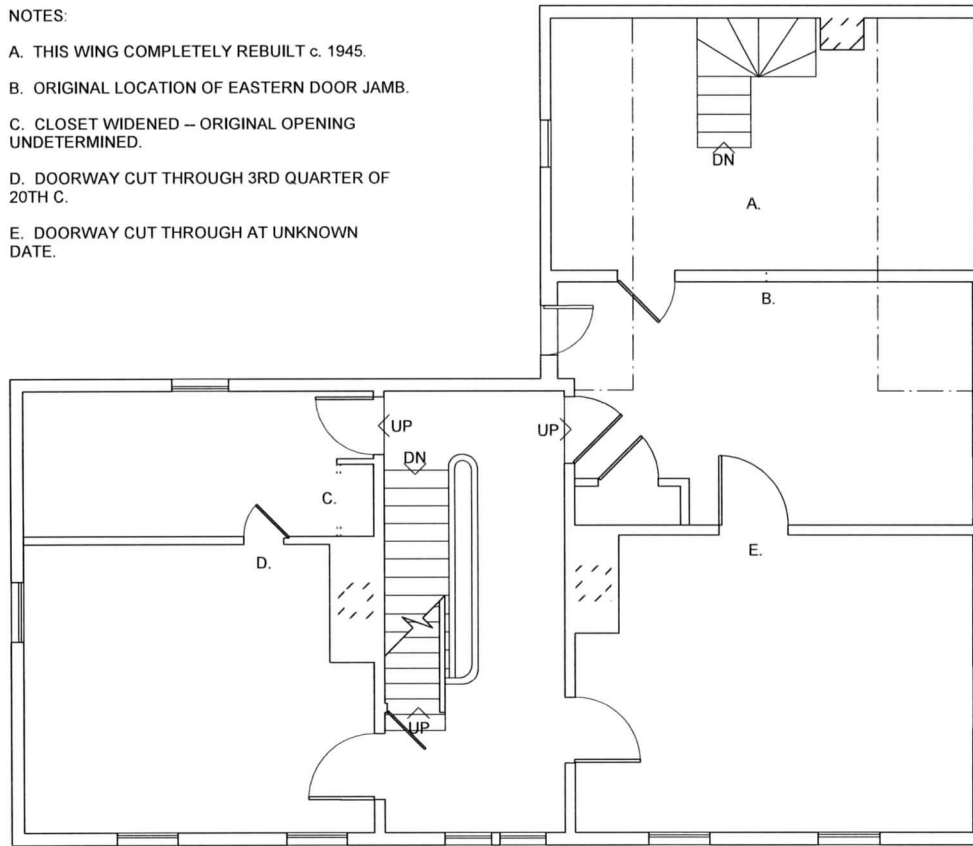 NOTES:
A. THIS WING COMPLETELY REBUILT c. 1945.
B. ORIGINAL LOCATION OF EASTERN DOOR JAMB.
C. CLOSET WIDENED -- ORIGINAL OPENING
UNDETERMINED.
D. DOORWAY CUT THROUGH 3RD QUARTER OF
20TH C.
E. DOORWAY CUT THROUGH AT UNKNOWN
DATE.
DN
A.
B.
UP
UP
DN
C.
D.
E.
UP